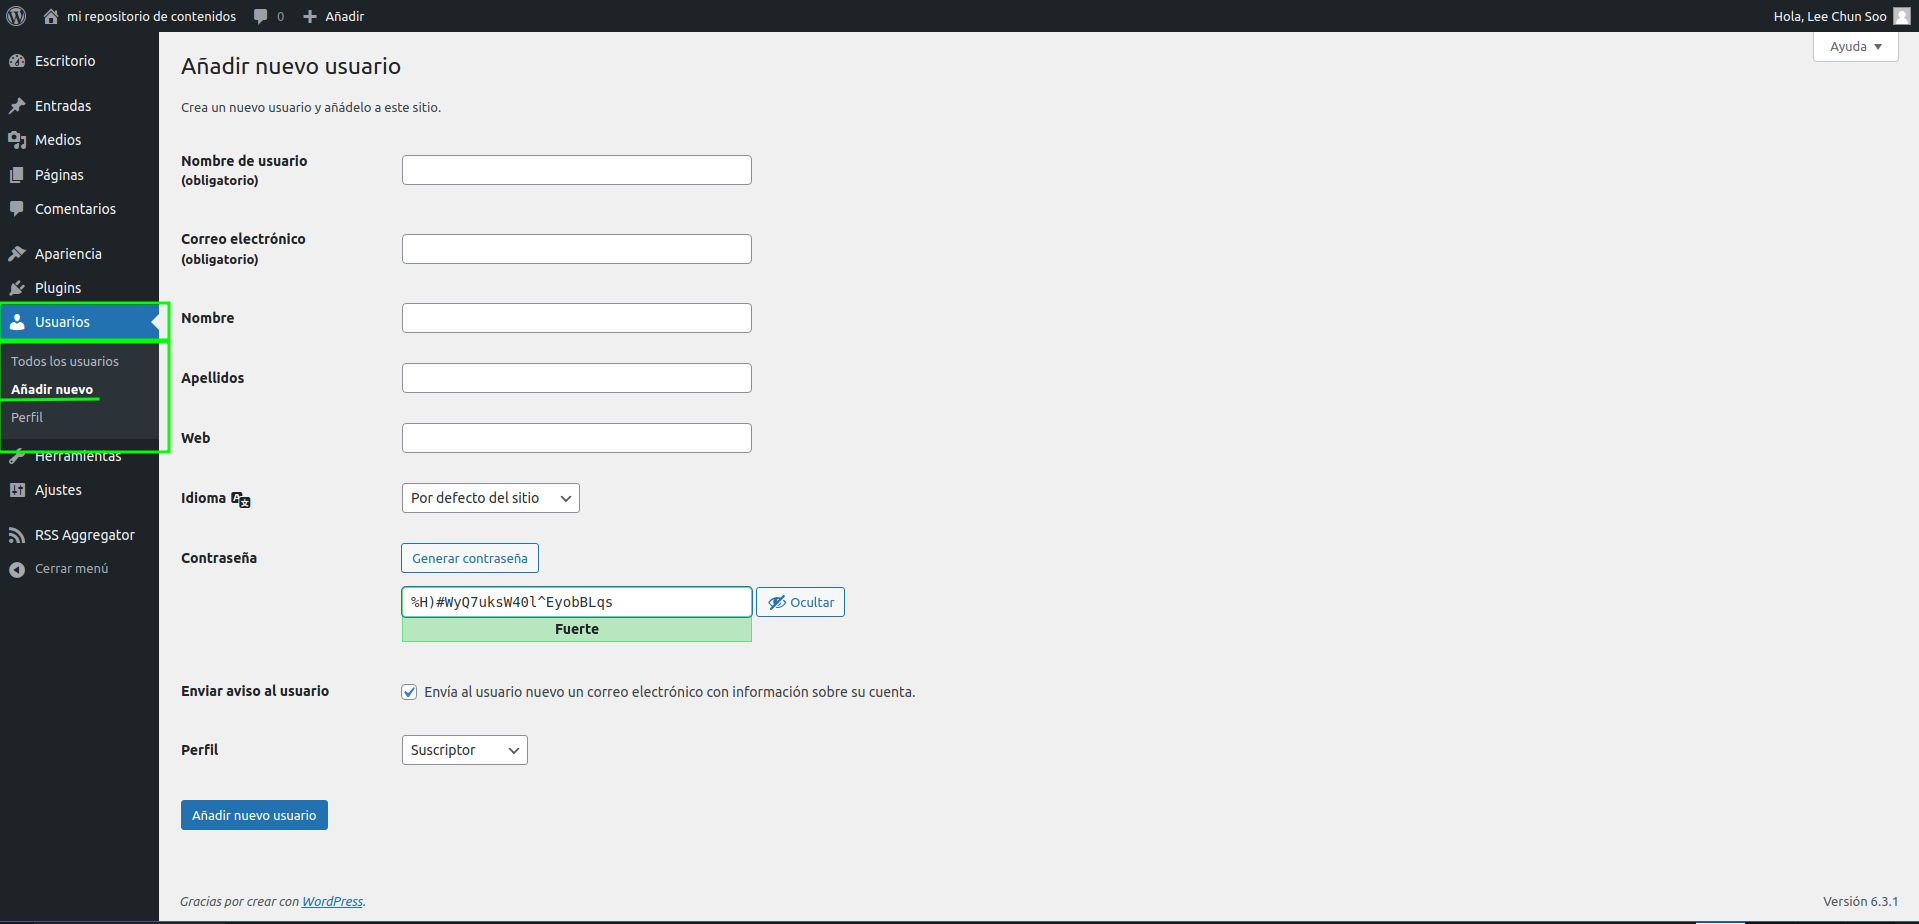 mi repositorio de contenidos 0 Añadir Hola, Lee Chun Soo
Ayuda
Escritorio
Entradas
Medios
Páginas
Comentarios
Apariencia
Plugins
Usuarios
Todos los usuarios
Añadir nuevo
Perfil
Herramientas
Ajustes
RSS Aggregator
Cerrar menú
Añadir nuevo usuario
Crea un nuevo usuario y añádelo a este sitio.
Nombre de usuario
(obligatorio)
Correo electrónico
(obligatorio)
Nombre
Apellidos
Web
Idioma Por defecto del sitio
Contraseña Generar contraseña
%H)#WyQ7uksW40l^EyobBLqs Ocultar
Fuerte
Enviar aviso al usuario Envía al usuario nuevo un correo electrónico con información sobre su cuenta.
Perfil Suscriptor
Añadir nuevo usuario
Gracias por crear con WordPress. Versión 6.3.1